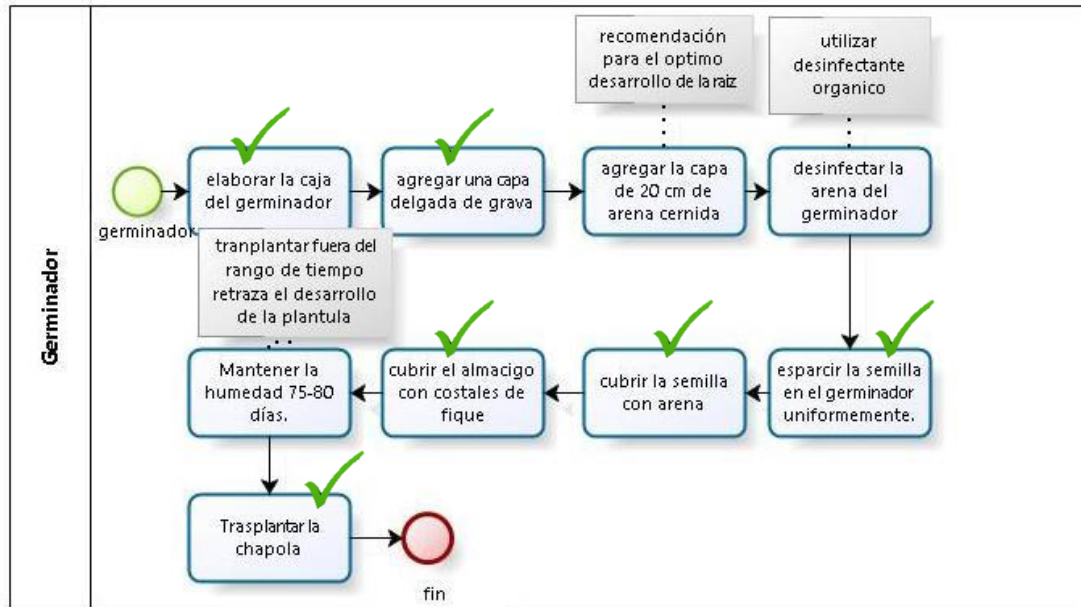 Germinador
germinador
elaborar la caja
del germinador
agregar una capa
delgada de grava
recomendación
para el optimo
desarrollo de la raiz
agregar la capa
de 20 cm de
arena cernida
utilizar
desinfectante
organico
desinfectar la
arena del
germinador
esparcir la semilla
en el germinador
uniformemente.
cubrir la semilla
con arena
cubrir el almacigo
con costales de
fique
tranplantar fuera del
rango de tiempo
retraza el desarrollo
de la plantula
Mantener la
humedad 75-80
días.
Trasplantar la
chapola
fin